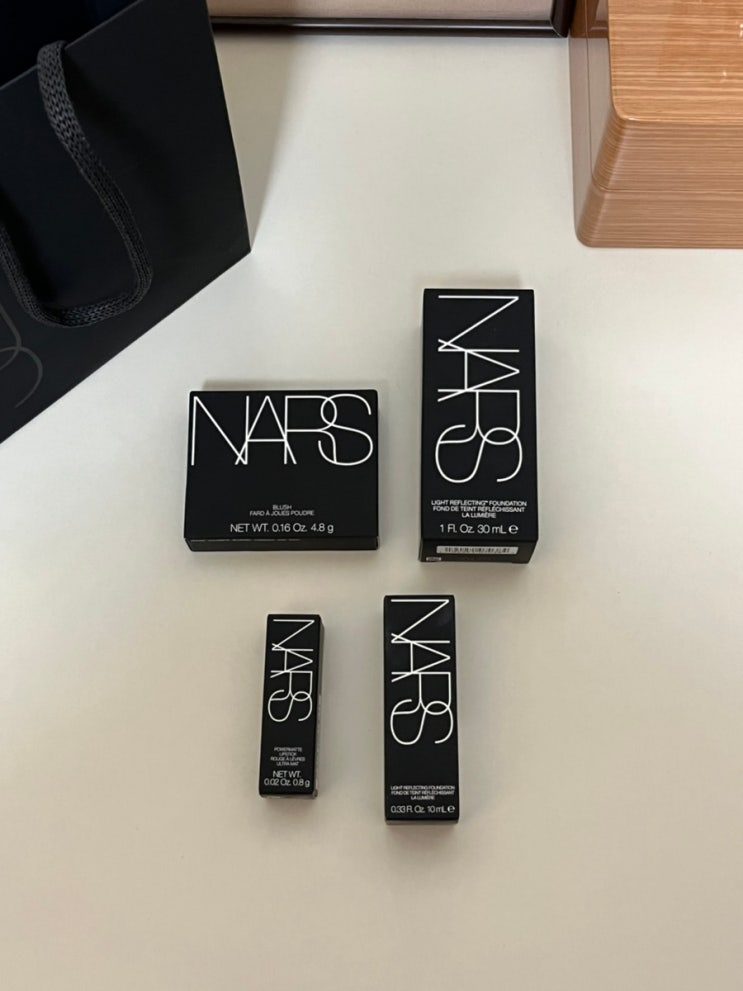 NARS
BLUSH
FARD À JOUES POUDRE
NET WT. 0.16 Oz. 4.8 g
NARS
LIGHT REFLECTING™ FOUNDATION
FOND DE TEINT RÉFLÉCHISSANT
LA LUMIÈRE
1 Fl. Oz. 30 mL ℮
NARS
POWERMATTE
LIPSTICK
ROUGE À LÈVRES
ULTRA MAT
NET WT.
0.02 Oz. 0.8 g
NARS
LIGHT REFLECTING FOUNDATION
FOND DE TEINT RÉFLÉCHISSANT
LA LUMIÈRE
0.33 Fl. Oz. 10 mL ℮